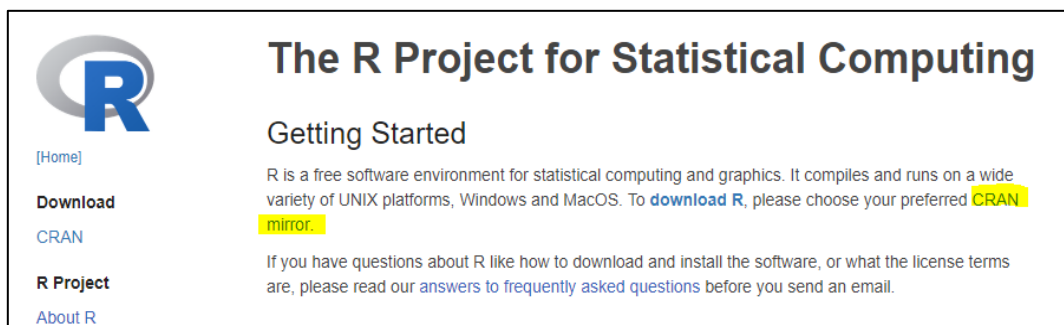 R
[Home]
Download
CRAN
R Project
About R
The R Project for Statistical Computing
Getting Started
R is a free software environment for statistical computing and graphics. It compiles and runs on a wide
variety of UNIX platforms, Windows and MacOS. To download R, please choose your preferred CRAN
mirror.
If you have questions about R like how to download and install the software, or what the license terms
are, please read our answers to frequently asked questions before you send an email.